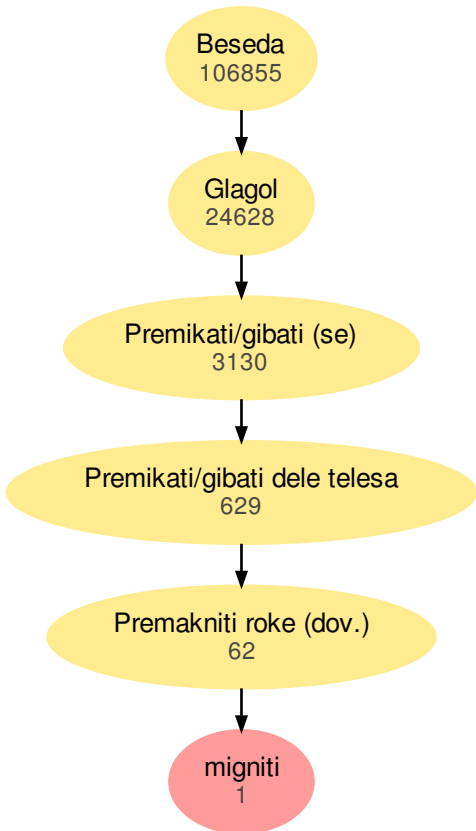 Beseda
106855
Glagol
24628
Premikati/gibati (se)
3130
Premikati/gibati dele telesa
629
Premakniti roke (dov.)
62
migniti
1